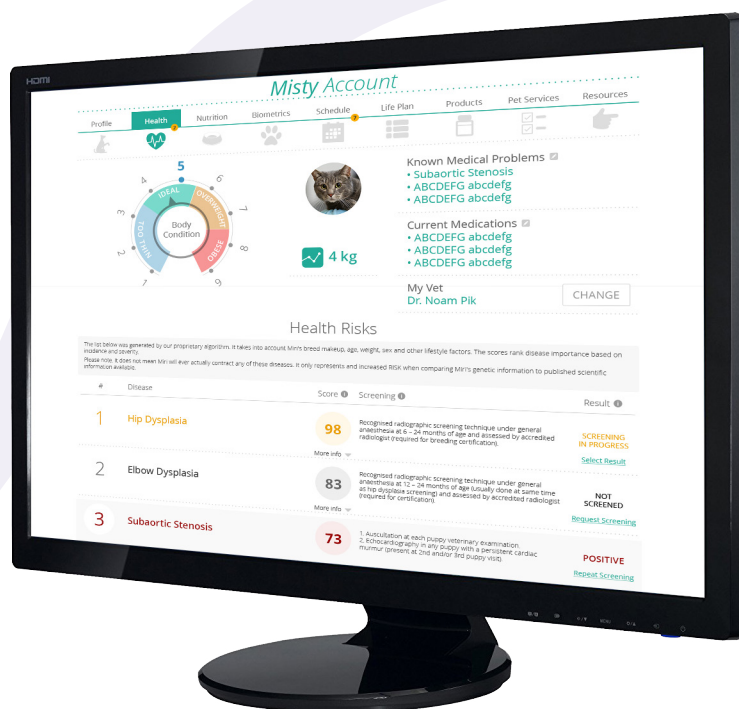 HDMI
Misty Account
Profile
Health
2
Nutrition
Biometrics
Schedule
7
Life Plan
Products
Pet Services
Resources
1
2
3
4
5
6
7
8
9
TOO THIN
IDEAL
OVERWEIGHT
OBESE
Body
Condition
4 kg
Known Medical Problems
• Subaortic Stenosis
• ABCDEFG abcdefg
• ABCDEFG abcdefg
Current Medications
• ABCDEFG abcdefg
• ABCDEFG abcdefg
• ABCDEFG abcdefg
My Vet
Dr. Noam Pik
CHANGE
Health Risks
The list below was generated by our proprietary algorithm. It takes into account Miri's breed makeup, age, weight, sex and other lifestyle factors. The scores rank disease importance based on
incidence and severity.
Please note: It does not mean Miri will ever actually contract any of these diseases. It only represents and increased RISK when comparing Miri's genetic information to published scientific
information available.
# Disease Score Screening Result
1 Hip Dysplasia
98
More info
Recognised radiographic screening technique under general
anaesthesia at 6 – 24 months of age and assessed by accredited
radiologist (required for breeding certification).
SCREENING
IN PROGRESS
Select Result
2 Elbow Dysplasia
83
More info
Recognised radiographic screening technique under general
anaesthesia at 12 – 24 months of age (usually done at same time
as hip dysplasia screening) and assessed by accredited radiologist
(required for certification)
NOT
SCREENED
Request Screening
3 Subaortic Stenosis
73
1. Auscultation at each puppy veterinary examination.
2. Echocardiography in any puppy with a persistent cardiac
murmur (present at 2nd and/or 3rd puppy visit).
POSITIVE
Repeat Screening